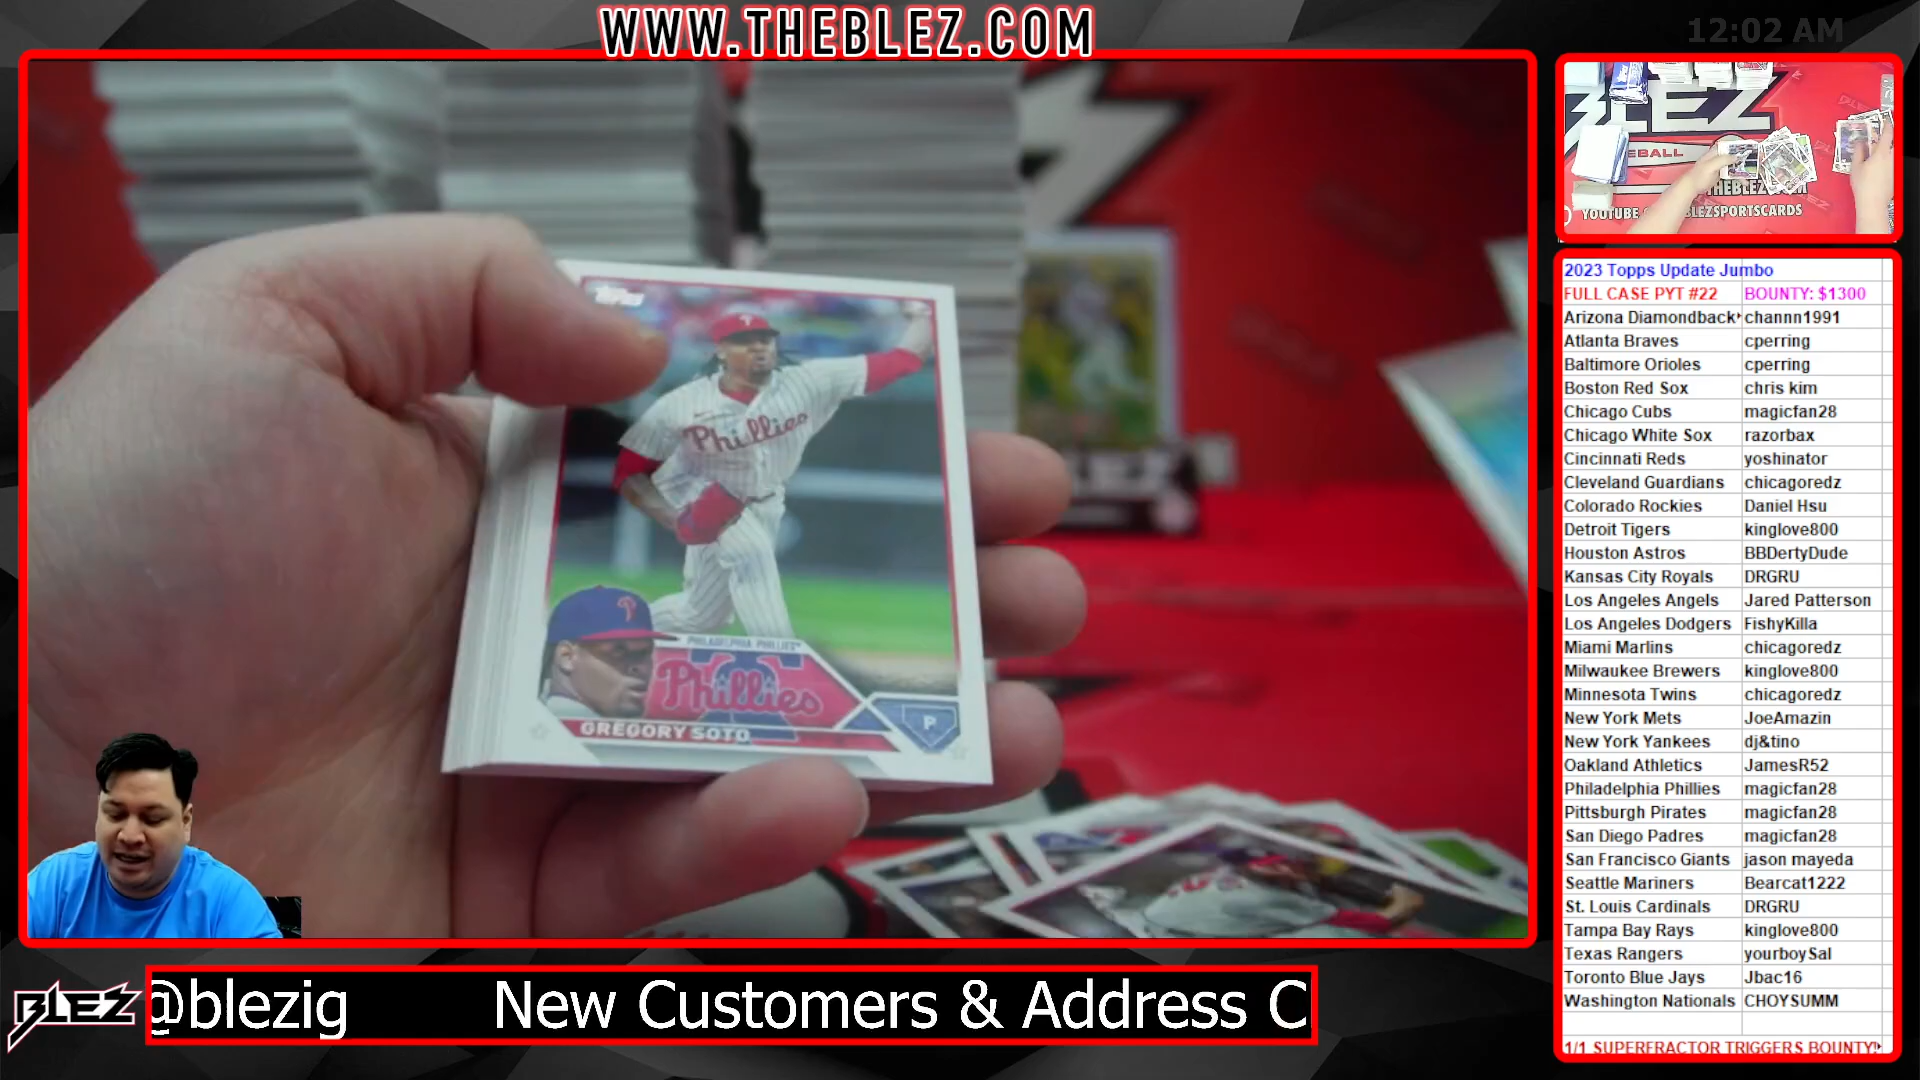 WWW.THEBLEZ.COM
12:02 AM
topps
Phillies
PHILADELPHIA PHILLIES
Phillies
P
GREGORY SOTO
BLEZ
EBALL
THEBLEZ.COM
YOUTUBE
BLEZSPORTSCARDS
2023 Topps Update Jumbo
FULL CASE PYT #22 BOUNTY: $1300
Arizona Diamondback channn1991
Atlanta Braves cperring
Baltimore Orioles cperring
Boston Red Sox chris kim
Chicago Cubs magicfan28
Chicago White Sox razorbax
Cincinnati Reds yoshinator
Cleveland Guardians chicagoredz
Colorado Rockies Daniel Hsu
Detroit Tigers kinglove800
Houston Astros BBDertyDude
Kansas City Royals DRGRU
Los Angeles Angels Jared Patterson
Los Angeles Dodgers FishyKilla
Miami Marlins chicagoredz
Milwaukee Brewers kinglove800
Minnesota Twins chicagoredz
New York Mets JoeAmazin
New York Yankees dj&tino
Oakland Athletics JamesR52
Philadelphia Phillies magicfan28
Pittsburgh Pirates magicfan28
San Diego Padres magicfan28
San Francisco Giants jason mayeda
Seattle Mariners Bearcat1222
St. Louis Cardinals DRGRU
Tampa Bay Rays kinglove800
Texas Rangers yourboySal
Toronto Blue Jays Jbac16
Washington Nationals CHOYSUMM
1/1 SUPERFRACTOR TRIGGERS BOUNTY!
BLEZ
@blezig New Customers & Address C